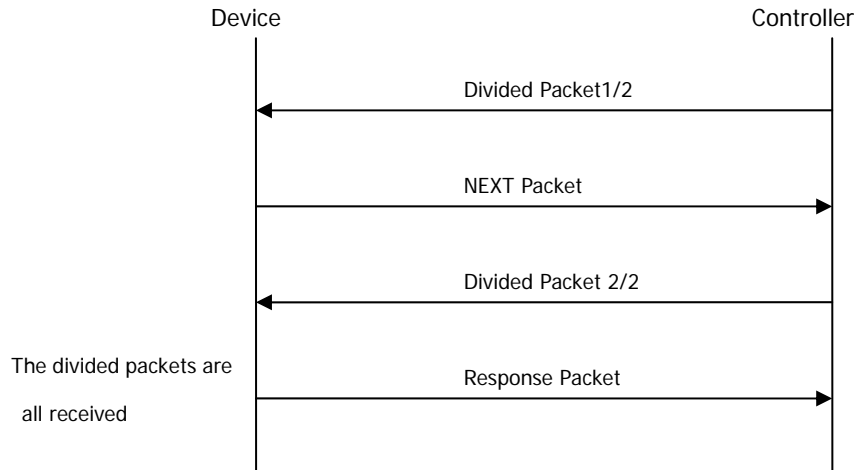 Device
Controller
Divided Packet1/2
NEXT Packet
Divided Packet 2/2
The divided packets are
all received
Response Packet